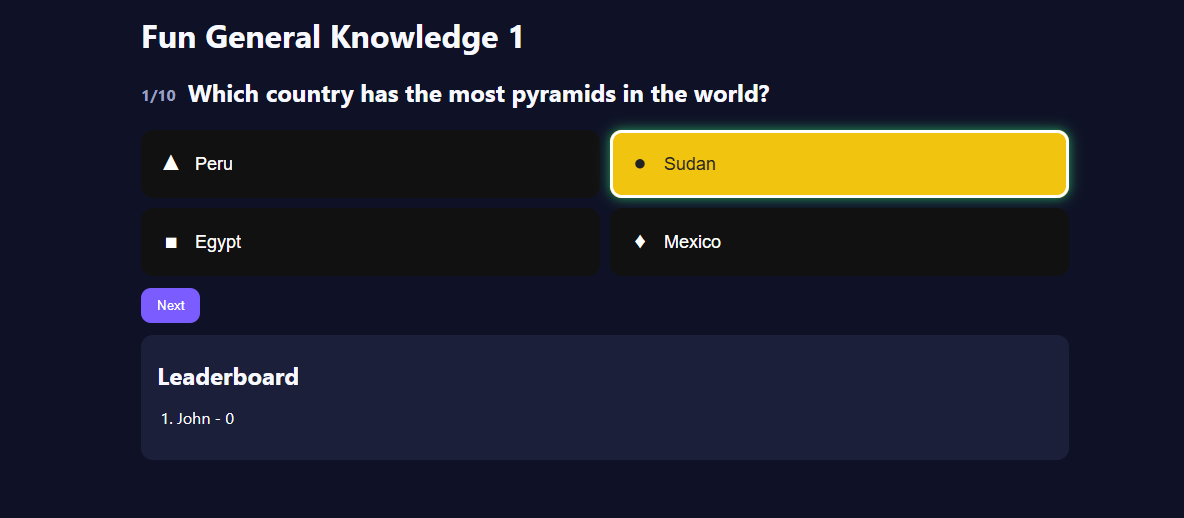 Fun General Knowledge 1
1/10 Which country has the most pyramids in the world?
▲ Peru
● Sudan
■ Egypt
♦ Mexico
Next
Leaderboard
1. John - 0